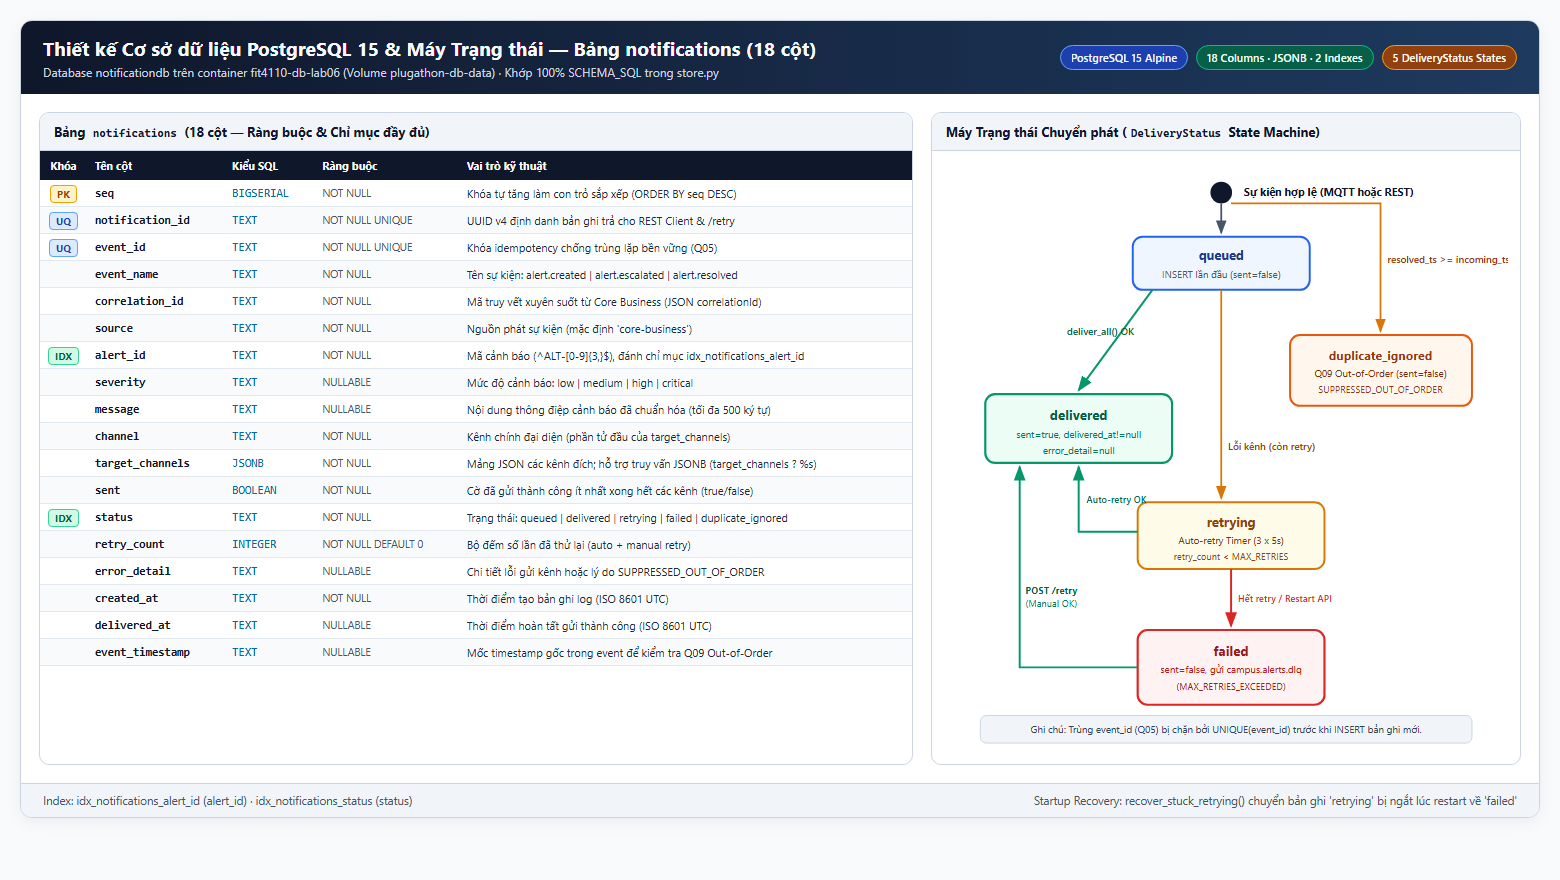 Thiết kế Cơ sở dữ liệu PostgreSQL 15 & Máy Trạng thái — Bảng notifications (18 cột)
Database notificationdb trên container fit4110-db-lab06 (Volume plugathon-db-data) · Khớp 100% SCHEMA_SQL trong store.py
PostgreSQL 15 Alpine
18 Columns · JSONB · 2 Indexes
5 DeliveryStatus States
Bảng notifications (18 cột — Ràng buộc & Chỉ mục đầy đủ)
Khóa Tên cột Kiểu SQL Ràng buộc Vai trò kỹ thuật
PK seq BIGSERIAL NOT NULL Khóa tự tăng làm con trỏ sắp xếp (ORDER BY seq DESC)
UQ notification_id TEXT NOT NULL UNIQUE UUID v4 định danh bản ghi trả cho REST Client & /retry
UQ event_id TEXT NOT NULL UNIQUE Khóa idempotency chống trùng lặp bền vững (Q05)
event_name TEXT NOT NULL Tên sự kiện: alert.created | alert.escalated | alert.resolved
correlation_id TEXT NOT NULL Mã truy vết xuyên suốt từ Core Business (JSON correlationId)
source TEXT NOT NULL Nguồn phát sự kiện (mặc định 'core-business')
IDX alert_id TEXT NOT NULL Mã cảnh báo (^ALT-[0-9]{3,}$), đánh chỉ mục idx_notifications_alert_id
severity TEXT NULLABLE Mức độ cảnh báo: low | medium | high | critical
message TEXT NULLABLE Nội dung thông điệp cảnh báo đã chuẩn hóa (tối đa 500 ký tự)
channel TEXT NOT NULL Kênh chính đại diện (phần tử đầu của target_channels)
target_channels JSONB NOT NULL Mảng JSON các kênh đích; hỗ trợ truy vấn JSONB (target_channels ? %s)
sent BOOLEAN NOT NULL Cờ đã gửi thành công ít nhất xong hết các kênh (true/false)
IDX status TEXT NOT NULL Trạng thái: queued | delivered | retrying | failed | duplicate_ignored
retry_count INTEGER NOT NULL DEFAULT 0 Bộ đếm số lần đã thử lại (auto + manual retry)
error_detail TEXT NULLABLE Chi tiết lỗi gửi kênh hoặc lý do SUPPRESSED_OUT_OF_ORDER
created_at TEXT NOT NULL Thời điểm tạo bản ghi log (ISO 8601 UTC)
delivered_at TEXT NULLABLE Thời điểm hoàn tất gửi thành công (ISO 8601 UTC)
event_timestamp TEXT NULLABLE Mốc timestamp gốc trong event để kiểm tra Q09 Out-of-Order
Máy Trạng thái Chuyển phát ( DeliveryStatus State Machine)
Sự kiện hợp lệ (MQTT hoặc REST)
queued
INSERT lần đầu (sent=false)
resolved_ts >= incoming_ts
deliver_all() OK
duplicate_ignored
Q09 Out-of-Order (sent=false)
SUPPRESSED_OUT_OF_ORDER
delivered
sent=true, delivered_at!=null
error_detail=null
Lỗi kênh (còn retry)
Auto-retry OK
retrying
Auto-retry Timer (3 x 5s)
retry_count < MAX_RETRIES
POST /retry
(Manual OK)
Hết retry / Restart API
failed
sent=false, gửi campus.alerts.dlq
(MAX_RETRIES_EXCEEDED)
Ghi chú: Trùng event_id (Q05) bị chặn bởi UNIQUE(event_id) trước khi INSERT bản ghi mới.
Index: idx_notifications_alert_id (alert_id) · idx_notifications_status (status)
Startup Recovery: recover_stuck_retrying() chuyển bản ghi 'retrying' bị ngắt lúc restart về 'failed'